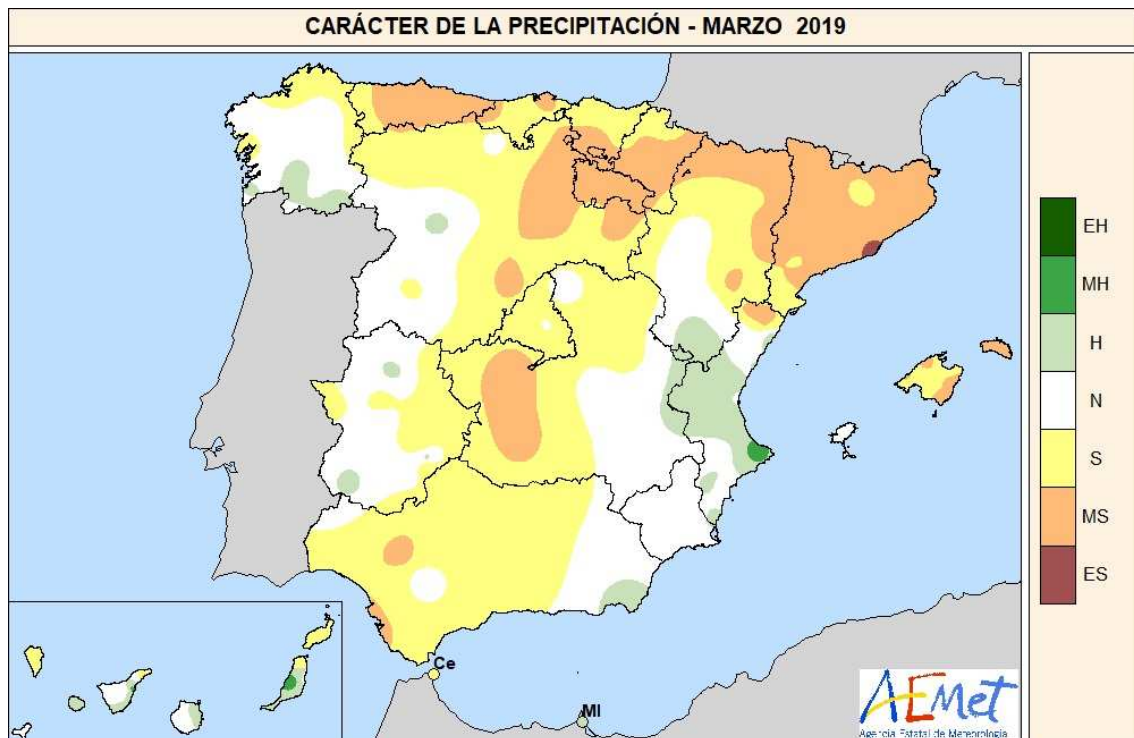 CARÁCTER DE LA PRECIPITACIÓN - MARZO 2019
EH
MH
H
N
S
MS
ES
Ce
Ml
AEMet
Agencia Estatal de Meteorología